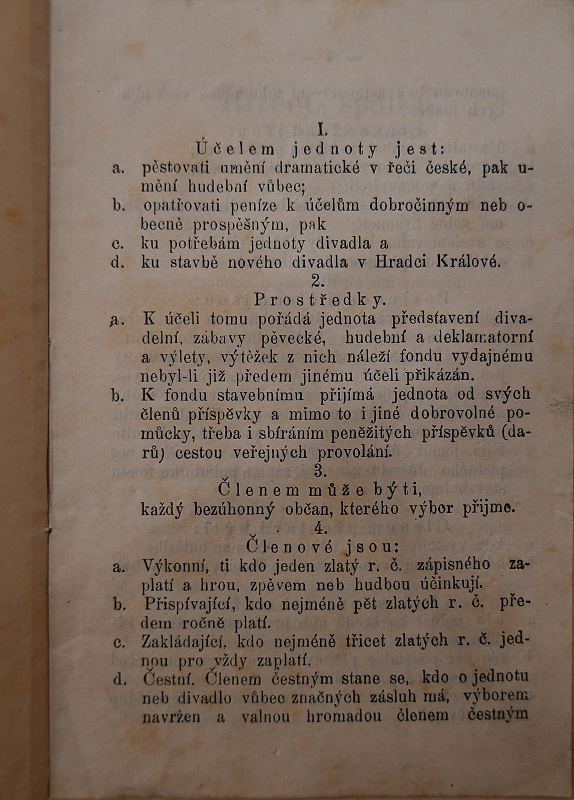 I.
Účelem jednoty jest:
a. pěstovati umění dramatické v řeči české, pak u-
mění hudební vůbec;
b. opatřovati peníze k účelům dobročinným neb o-
becně prospěšným, pak
c. ku potřebám jednoty divadla a
d. ku stavbě nového divadla v Hradci Králové.
2.
Prostředky.
a. K účeli tomu pořádá jednota představení diva-
delní, zábavy pěvecké, hudební a deklamatorní
a výlety, výtěžek z nich náleží fondu vydajnému
nebyl-li již předem jinému účeli přikázán.
b. K fondu stavebnímu přijímá jednota od svých
členů příspěvky a mimo to i jiné dobrovolné po-
můcky, třeba i sbíráním peněžitých příspěvků (da-
rů) cestou veřejných provolání.
3.
Členem může býti,
každý bezúhonný občan, kterého výbor přijme.
4.
Členové jsou:
a. Výkonní, ti kdo jeden zlatý r. č. zápisného za-
platí a hrou, zpěvem neb hudbou účinkují.
b. Přispívající, kdo nejméně pět zlatých r. č. pře-
dem ročně platí.
c. Zakládající, kdo nejméně třicet zlatých r. č. jed-
nou pro vždy zaplatí.
d. Čestní. Členem čestným stane se, kdo o jednotu
neb divadlo vůbec značných zásluh má, výborem
navržen a valnou hromadou členem čestným